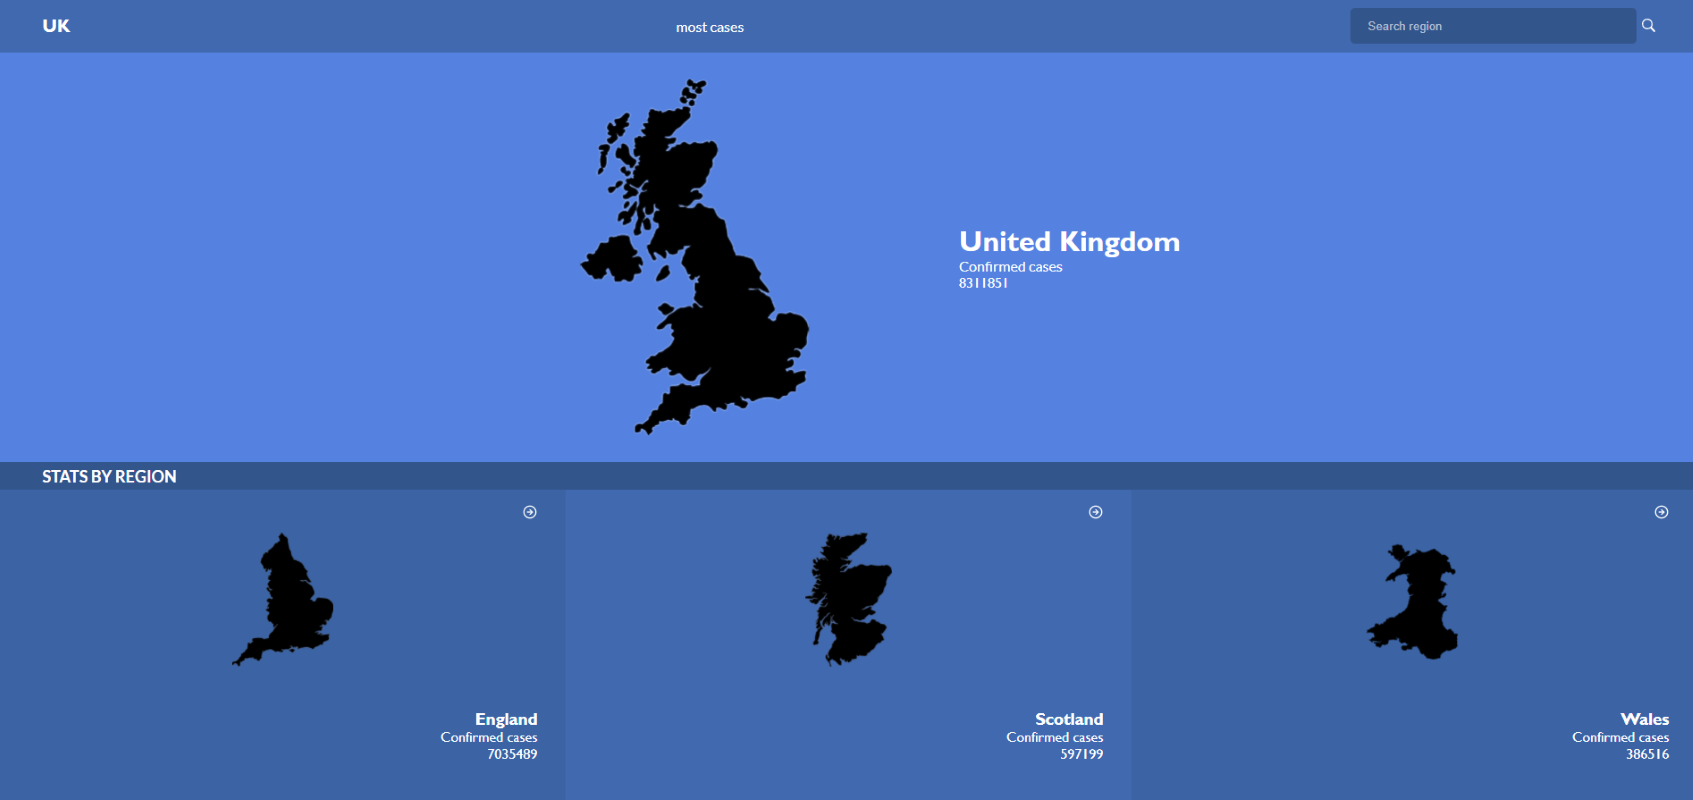 UK
most cases
Search region
United Kingdom
Confirmed cases
8311851
STATS BY REGION
England
Confirmed cases
7035489
Scotland
Confirmed cases
597199
Wales
Confirmed cases
386516